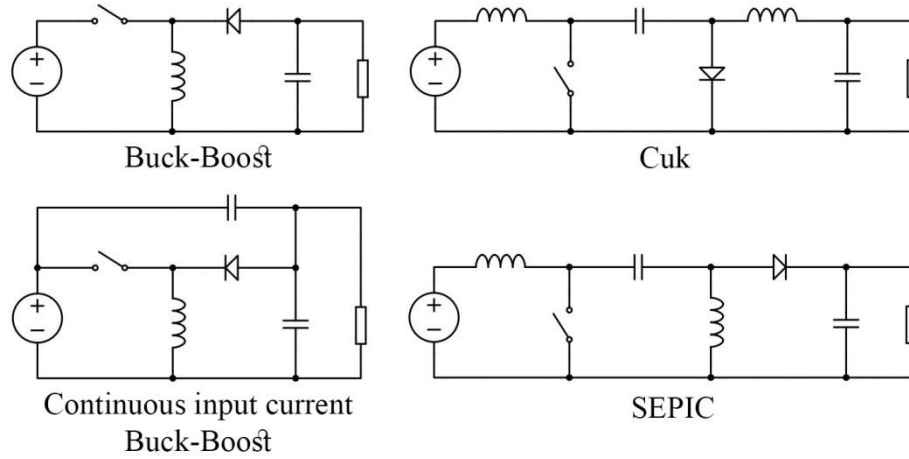 Buck-Boost
Cuk
Continuous input current
Buck-Boost
SEPIC